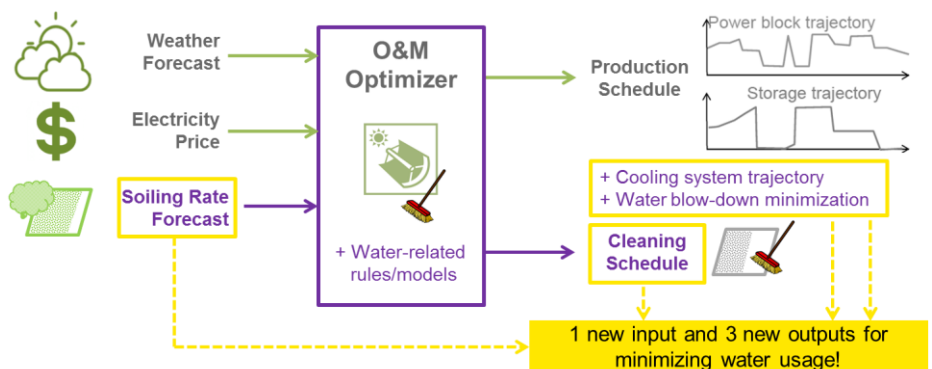 Weather
Forecast
Electricity
Price
Soiling Rate
Forecast
O&M
Optimizer
+ Water-related
rules/models
Production
Schedule
Power block trajectory
Storage trajectory
+ Cooling system trajectory
+ Water blow-down minimization
Cleaning
Schedule
1 new input and 3 new outputs for
minimizing water usage!
$